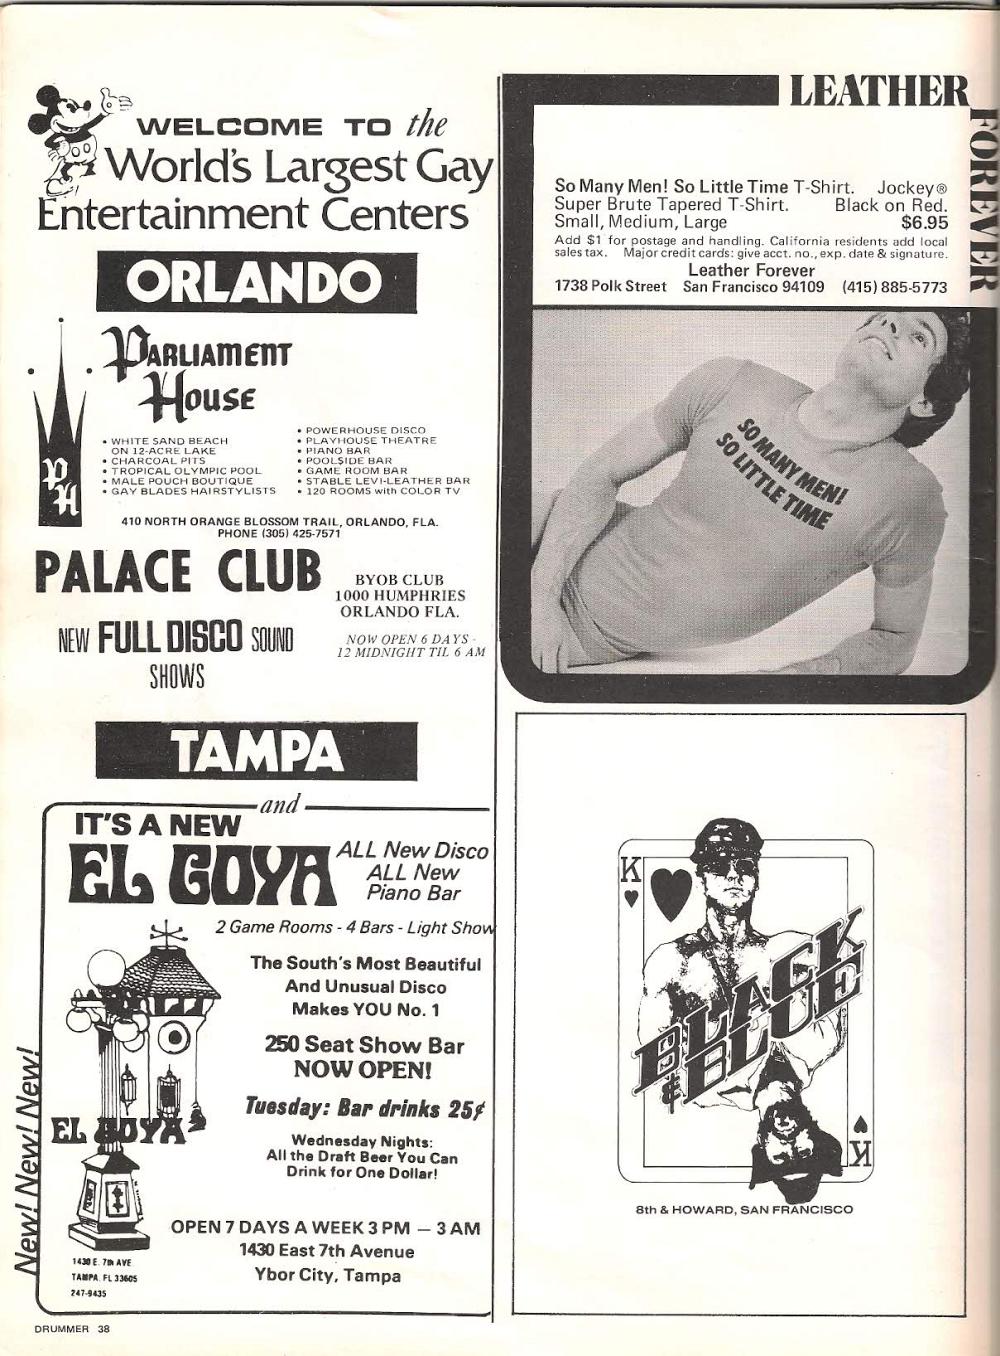 WELCOME TO the
World's Largest Gay
Entertainment Centers
ORLANDO
PARLIAMENT
HOUSE
PH
• WHITE SAND BEACH
ON 12-ACRE LAKE
• CHARCOAL PITS
• TROPICAL OLYMPIC POOL
• MALE POUCH BOUTIQUE
• GAY BLADES HAIRSTYLISTS
• POWERHOUSE DISCO
• PLAYHOUSE THEATRE
• PIANO BAR
• POOLSIDE BAR
• GAME ROOM BAR
• STABLE LEVI-LEATHER BAR
• 120 ROOMS with COLOR TV
410 NORTH ORANGE BLOSSOM TRAIL, ORLANDO, FLA.
PHONE (305) 425-7571
PALACE CLUB
BYOB CLUB
1000 HUMPHRIES
ORLANDO FLA.
NEW FULL DISCO SOUND
SHOWS
NOW OPEN 6 DAYS -
12 MIDNIGHT TIL 6 AM
TAMPA
and
IT'S A NEW
EL GOYA
ALL New Disco
ALL New
Piano Bar
2 Game Rooms - 4 Bars - Light Show
The South's Most Beautiful
And Unusual Disco
Makes YOU No. 1
250 Seat Show Bar
NOW OPEN!
Tuesday: Bar drinks 25¢
Wednesday Nights:
All the Draft Beer You Can
Drink for One Dollar!
OPEN 7 DAYS A WEEK 3 PM — 3 AM
1430 East 7th Avenue
Ybor City, Tampa
New! New! New! New!
EL GOYA
1430 E. 7th AVE
TAMPA. FL 33605
247-9435
DRUMMER 38
LEATHER
FOREVER
So Many Men! So Little Time T-Shirt. Jockey®
Super Brute Tapered T-Shirt. Black on Red.
Small, Medium, Large $6.95
Add $1 for postage and handling. California residents add local
sales tax. Major credit cards: give acct. no., exp. date & signature.
Leather Forever
1738 Polk Street San Francisco 94109 (415) 885-5773
SO MANY MEN!
SO LITTLE TIME
K
BLACK
& BLUE
K
8th & HOWARD, SAN FRANCISCO